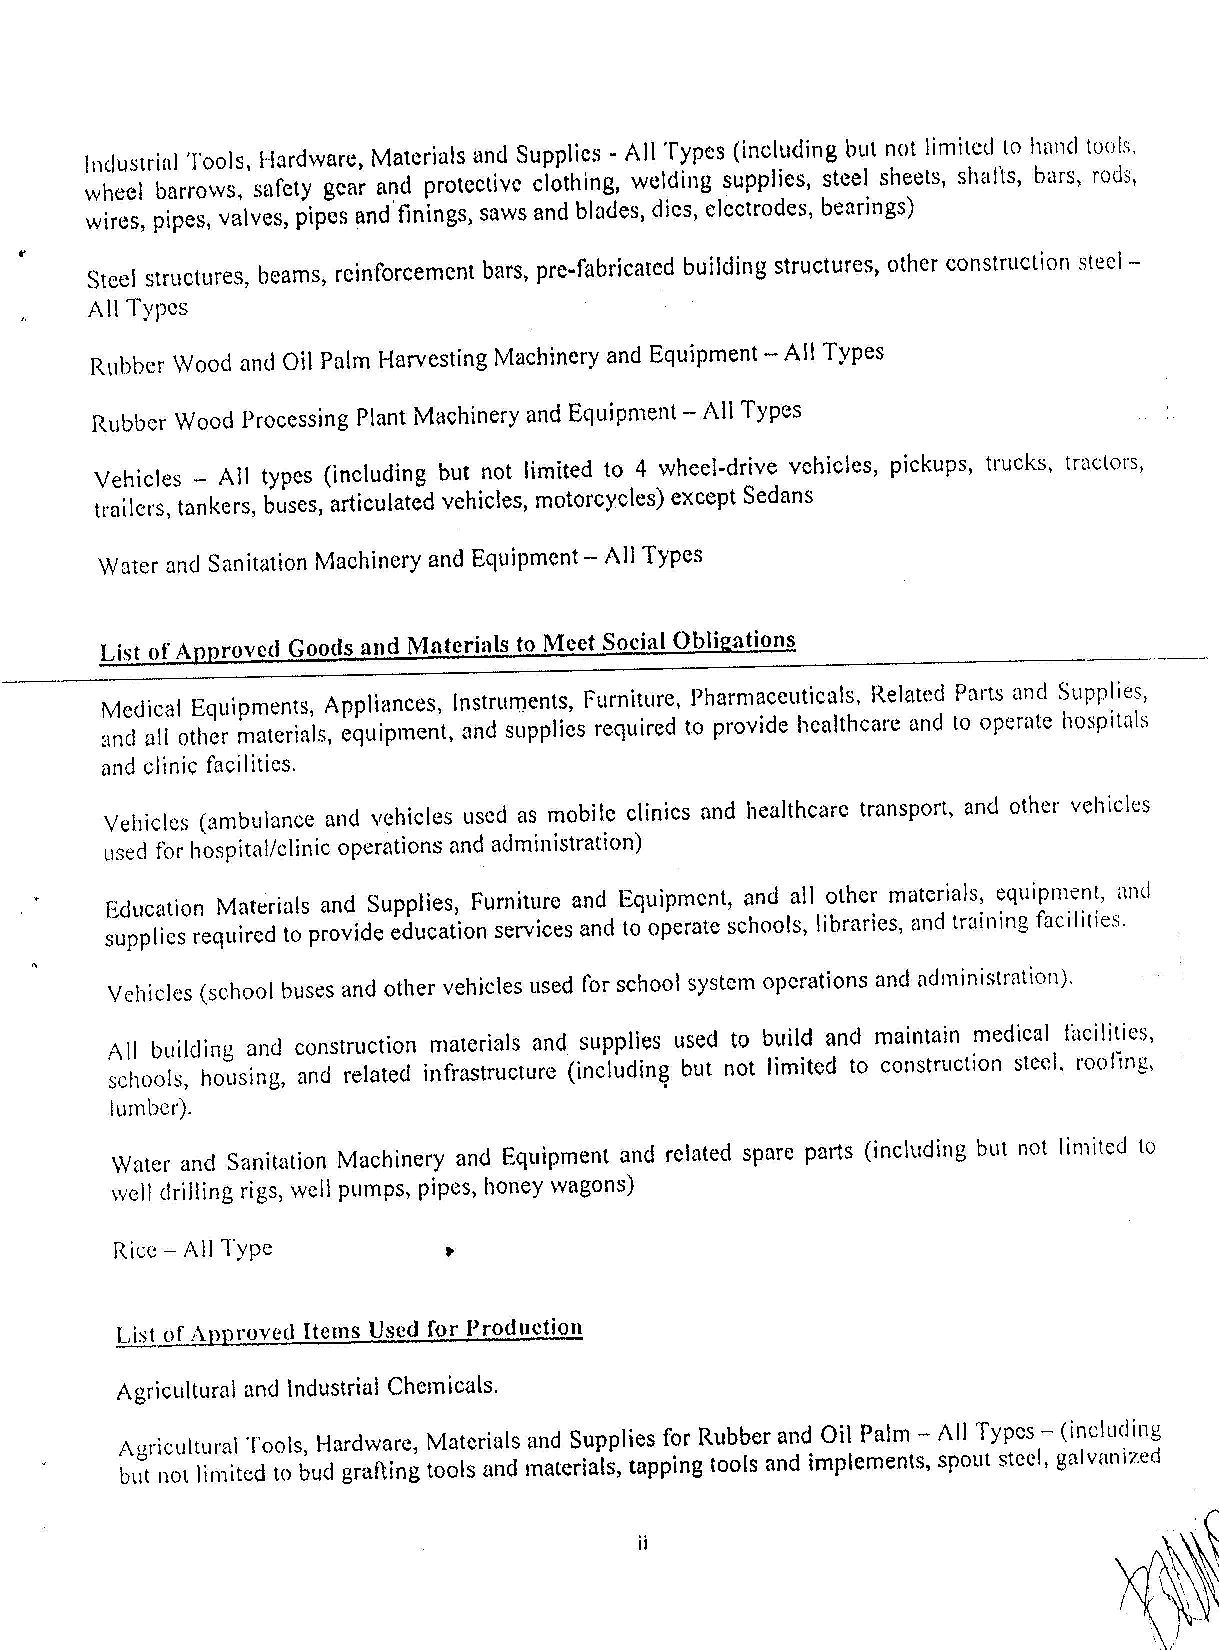 Industrial Tools, Hardware, Materials and Supplies - All Types (including but not limited to hand tools,
wheel barrows, safety gear and protective clothing, welding supplies, steel sheets, shafts, bars, rods,
wires, pipes, valves, pipes and finings, saws and blades, dies, electrodes, bearings)
Steel structures, beams, reinforcement bars, pre-fabricated building structures, other construction steel –
All Types
Rubber Wood and Oil Palm Harvesting Machinery and Equipment – All Types
Rubber Wood Processing Plant Machinery and Equipment – All Types
Vehicles – All types (including but not limited to 4 wheel-drive vehicles, pickups, trucks, tractors,
trailers, tankers, buses, articulated vehicles, motorcycles) except Sedans
Water and Sanitation Machinery and Equipment – All Types
List of Approved Goods and Materials to Meet Social Obligations
Medical Equipments, Appliances, Instruments, Furniture, Pharmaceuticals, Related Parts and Supplies,
and all other materials, equipment, and supplies required to provide healthcare and to operate hospitals
and clinic facilities.
Vehicles (ambulance and vehicles used as mobile clinics and healthcare transport, and other vehicles
used for hospital/clinic operations and administration)
Education Materials and Supplies, Furniture and Equipment, and all other materials, equipment, and
supplies required to provide education services and to operate schools, libraries, and training facilities.
Vehicles (school buses and other vehicles used for school system operations and administration).
All building and construction materials and supplies used to build and maintain medical facilities,
schools, housing, and related infrastructure (including but not limited to construction steel, roofing,
lumber).
Water and Sanitation Machinery and Equipment and related spare parts (including but not limited to
well drilling rigs, well pumps, pipes, honey wagons)
Rice – All Type
List of Approved Items Used for Production
Agricultural and Industrial Chemicals.
Agricultural Tools, Hardware, Materials and Supplies for Rubber and Oil Palm – All Types – (including
but not limited to bud grafting tools and materials, tapping tools and implements, spout steel, galvanized
ii